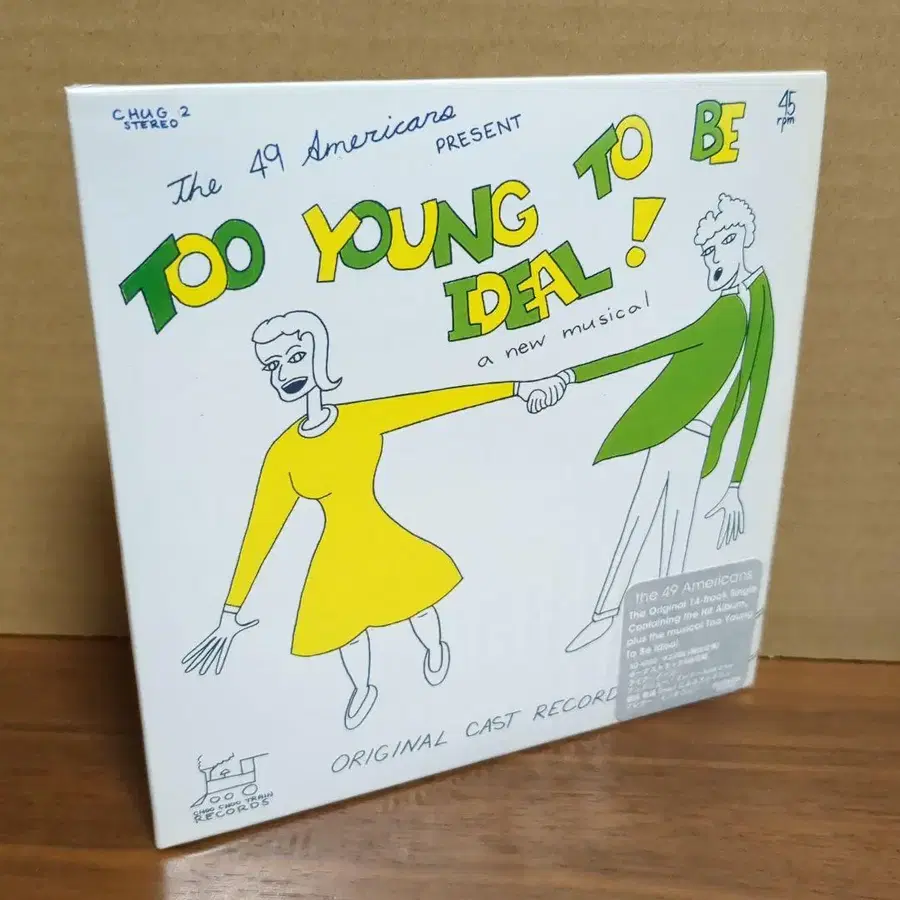 CHUG 2
STEREO
45
rpm
The 49 Americans
PRESENT
TOO YOUNG TO BE
IDEAL!
a new musical
the 49 Americans
The Original 14-track Single
Containing the Hit Album,
plus the musical Too Young
To Be Ideal
ORIGINAL CAST RECORD
CHOO CHOO TRAIN
RECORDS